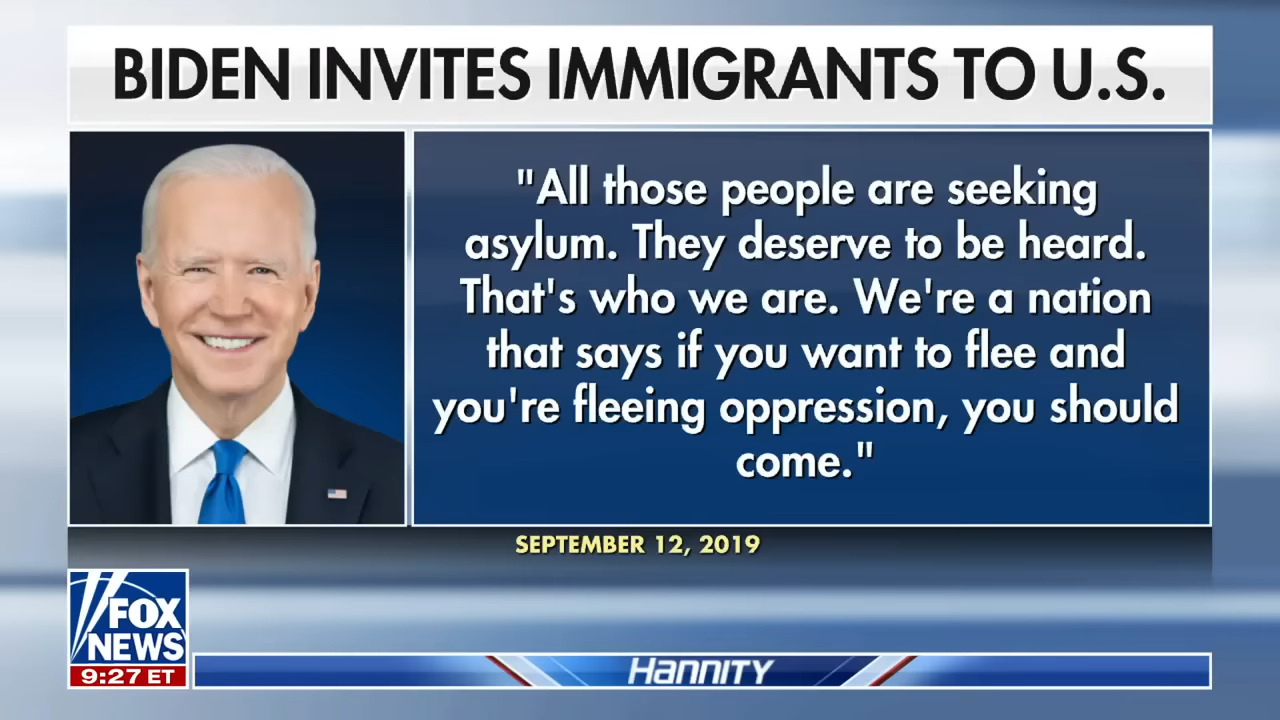 BIDEN INVITES IMMIGRANTS TO U.S.
"All those people are seeking
asylum. They deserve to be heard.
That's who we are. We're a nation
that says if you want to flee and
you're fleeing oppression, you should
come."
SEPTEMBER 12, 2019
FOX
NEWS
9:27 ET
Hannity